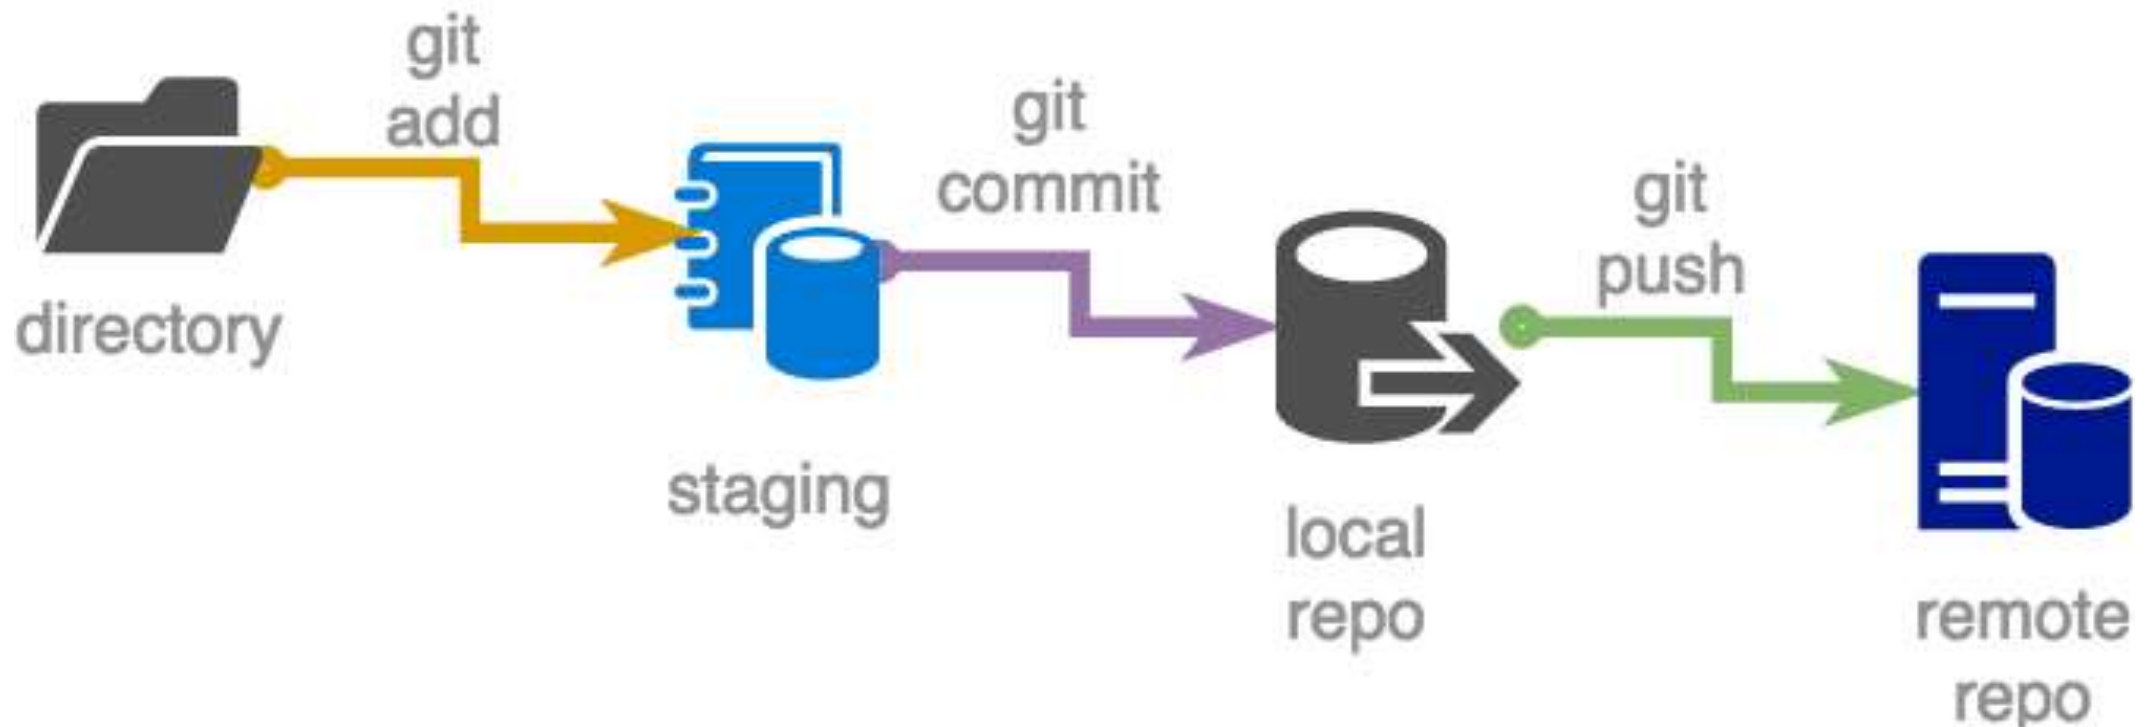 git
add
directory
git
commit
staging
git
push
local
repo
remote
repo